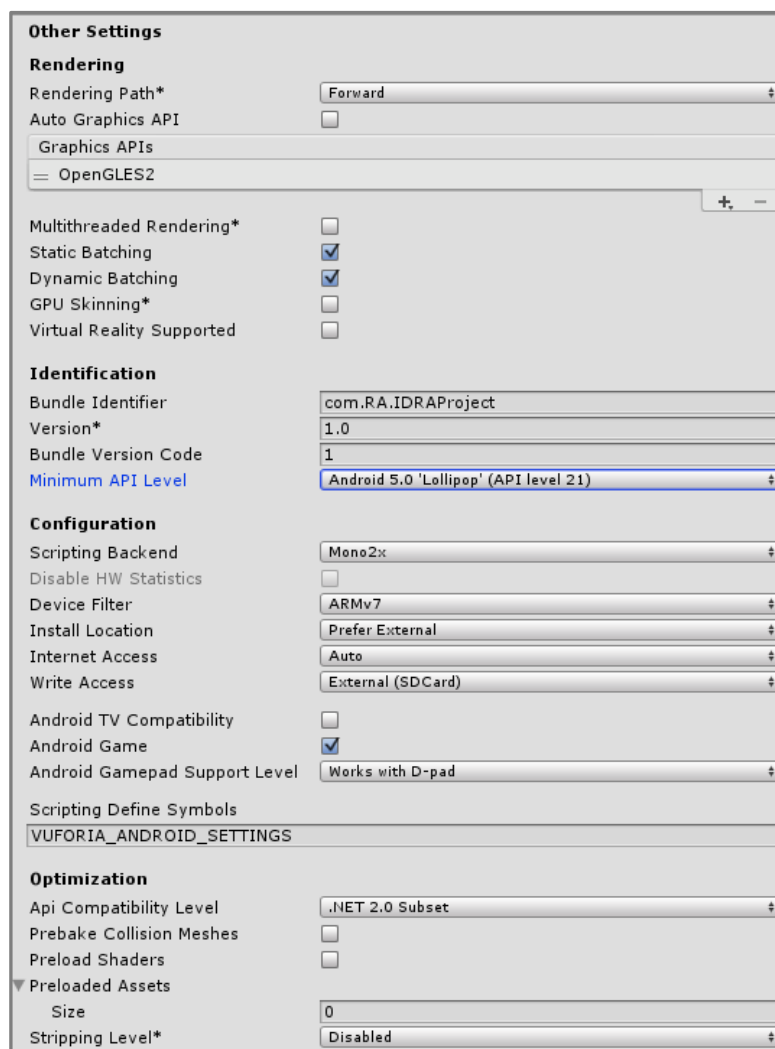 Other Settings
Rendering
Rendering Path* Forward
Auto Graphics API
Graphics APIs
= OpenGLES2
+ −
Multithreaded Rendering*
Static Batching
Dynamic Batching
GPU Skinning*
Virtual Reality Supported
Identification
Bundle Identifier com.RA.IDRAProject
Version* 1.0
Bundle Version Code 1
Minimum API Level Android 5.0 'Lollipop' (API level 21)
Configuration
Scripting Backend Mono2x
Disable HW Statistics
Device Filter ARMv7
Install Location Prefer External
Internet Access Auto
Write Access External (SDCard)
Android TV Compatibility
Android Game
Android Gamepad Support Level Works with D-pad
Scripting Define Symbols
VUFORIA_ANDROID_SETTINGS
Optimization
Api Compatibility Level .NET 2.0 Subset
Prebake Collision Meshes
Preload Shaders
Preloaded Assets
Size 0
Stripping Level* Disabled